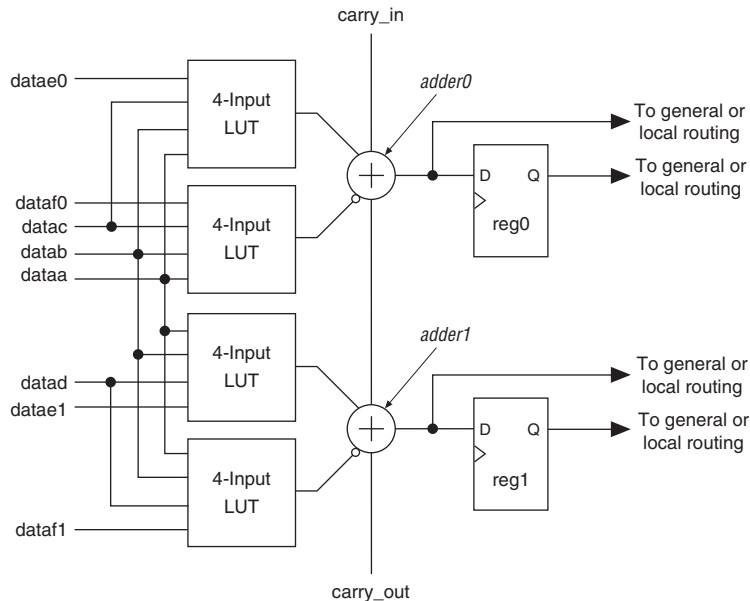 carry_in
adder0
datae0
4-Input
LUT
To general or
local routing
D Q
reg0
To general or
local routing
dataf0
datac
datab
dataa
4-Input
LUT
4-Input
LUT
adder1
datad
datae1
To general or
local routing
D Q
reg1
To general or
local routing
4-Input
LUT
dataf1
carry_out